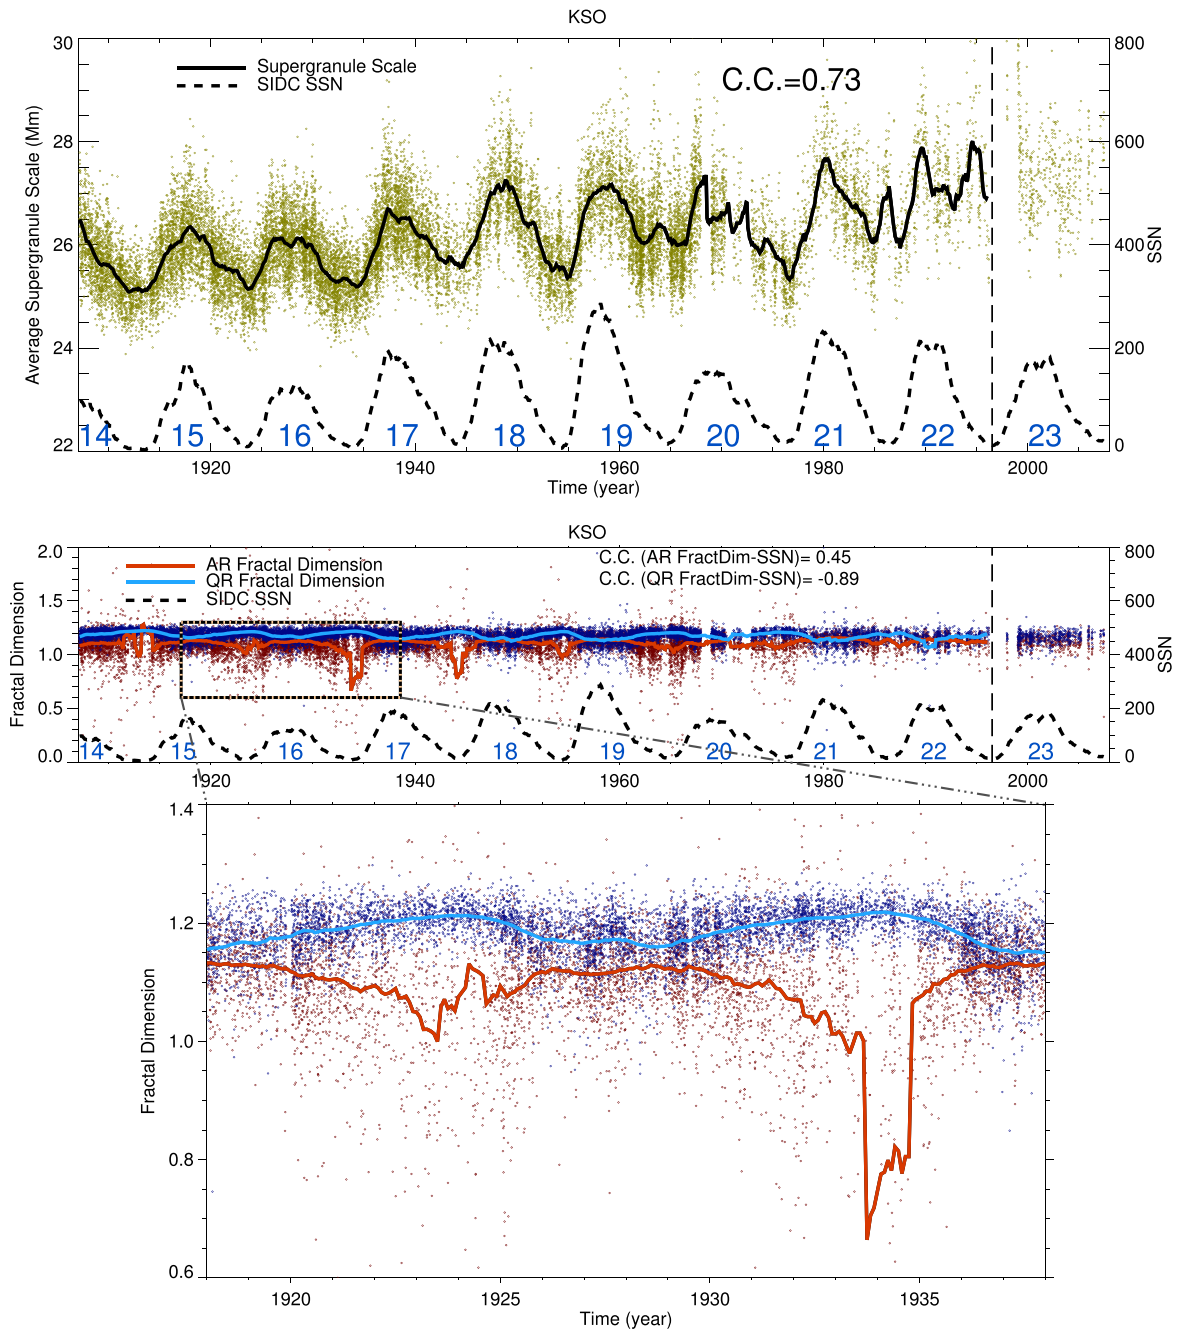 KSO
Supergranule Scale
SIDC SSN
C.C.=0.73
30
28
26
24
22
Average Supergranule Scale (Mm)
800
600
400
200
0
SSN
14 15 16 17 18 19 20 21 22 23
1920 1940 1960 1980 2000
Time (year)
KSO
AR Fractal Dimension
QR Fractal Dimension
SIDC SSN
C.C. (AR FractDim-SSN)= 0.45
C.C. (QR FractDim-SSN)= -0.89
2.0
1.5
1.0
0.5
0.0
Fractal Dimension
800
600
400
200
0
SSN
14 15 16 17 18 19 20 21 22 23
1920 1940 1960 1980 2000
1.4
1.2
1.0
0.8
0.6
Fractal Dimension
1920 1925 1930 1935
Time (year)